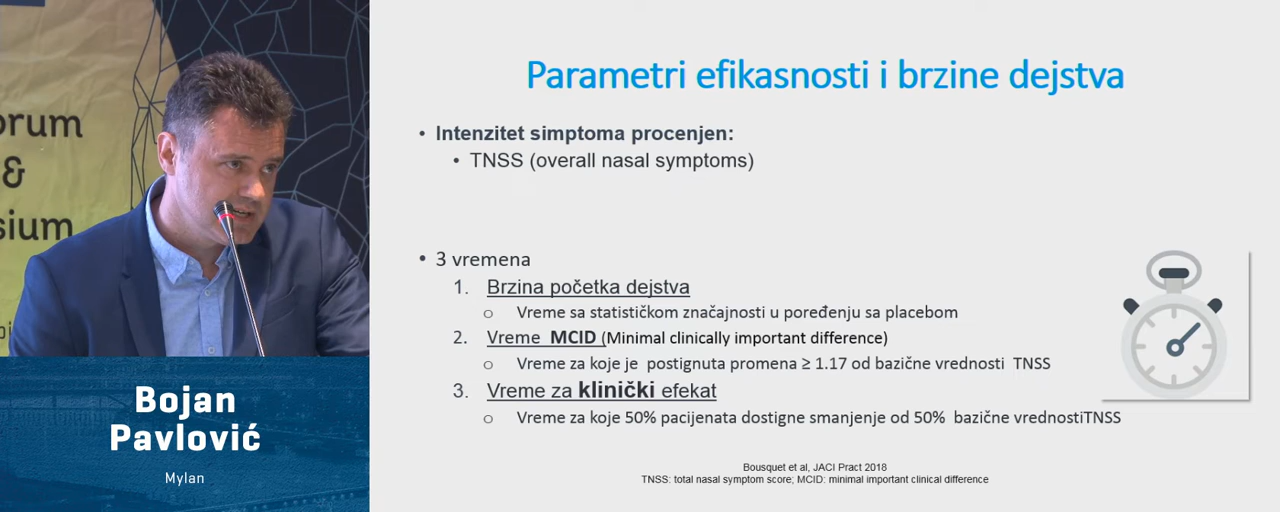 orum
&
sium
Bojan
Pavlović
Mylan
Parametri efikasnosti i brzine dejstva
• Intenzitet simptoma procenjen:
• TNSS (overall nasal symptoms)
• 3 vremena
1. Brzina početka dejstva
o Vreme sa statističkom značajnosti u poređenju sa placebom
2. Vreme MCID (Minimal clinically important difference)
o Vreme za koje je postignuta promena ≥ 1.17 od bazične vrednosti TNSS
3. Vreme za klinički efekat
o Vreme za koje 50% pacijenata dostigne smanjenje od 50% bazične vrednostiTNSS
Bousquet et al, JACI Pract 2018
TNSS: total nasal symptom score; MCID: minimal important clinical difference